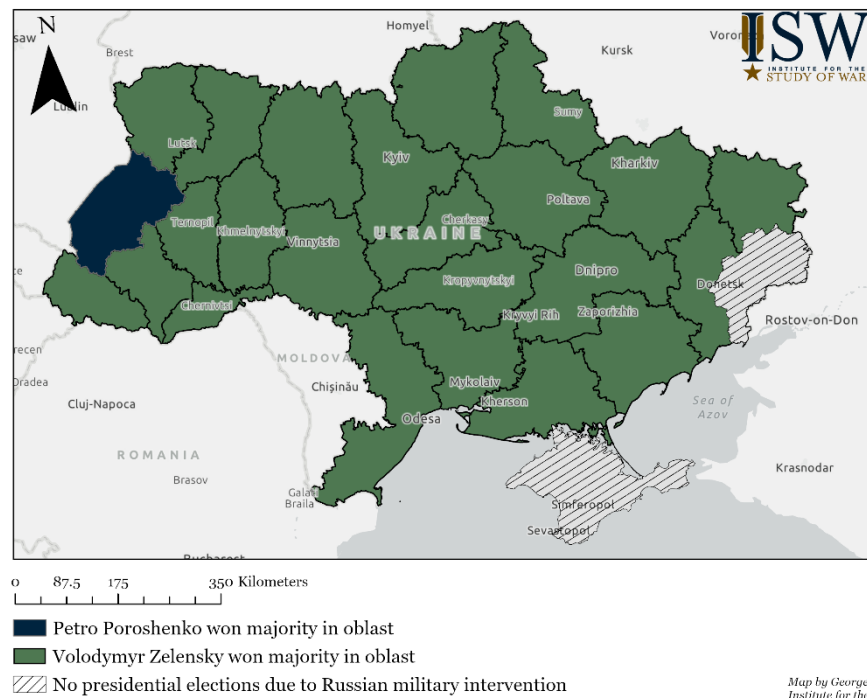 Homyel
Voro
saw
Brest
Kursk
ISW
INSTITUTE FOR THE
STUDY OF WAR
N
Lublin
Lutsk
Sumy
Kyiv
Kharkiv
Poltava
Ternopil
Khmelnytskyi
Cherkasy
Vinnytsia
UKRAINE
Dnipro
Kropyvnytskyi
Donetsk
Chernivtsi
Kryvyi Rih
Zaporizhia
Rostov-on-Don
recen
MOLDOVA
Oradea
Chișinău
Mykolaiv
Cluj-Napoca
Kherson
Sea of
Azov
Odesa
ROMANIA
Krasnodar
Brasov
Galati
Braila
Simferopol
Sevastopol
0 87.5 175 350 Kilometers
Petro Poroshenko won majority in oblast
Volodymyr Zelensky won majority in oblast
No presidential elections due to Russian military intervention
Map by George
Institute for the